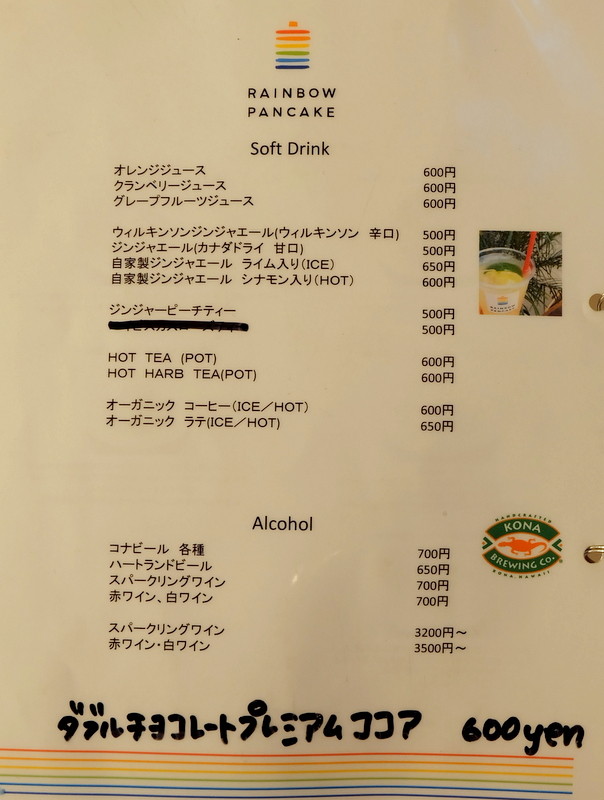 RAINBOW
PANCAKE
Soft Drink
オレンジジュース 600円
クランベリージュース 600円
グレープフルーツジュース 600円
ウィルキンソンジンジャエール(ウィルキンソン 辛口) 500円
ジンジャエール(カナダドライ 甘口) 500円
自家製ジンジャエール ライム入り(ICE) 650円
自家製ジンジャエール シナモン入り(HOT) 600円
ジンジャーピーチティー 500円
500円
HOT TEA (POT) 600円
HOT HARB TEA(POT) 600円
オーガニック コーヒー(ICE/HOT) 600円
オーガニック ラテ(ICE/HOT) 650円
Alcohol
HANDCRAFTED
KONA
BREWING CO.
KONA, HAWAII
コナビール 各種 700円
ハートランドビール 650円
スパークリングワイン 700円
赤ワイン、白ワイン 700円
スパークリングワイン 3200円~
赤ワイン・白ワイン 3500円~
ダブルチョコレートプレミアムココア 600yen